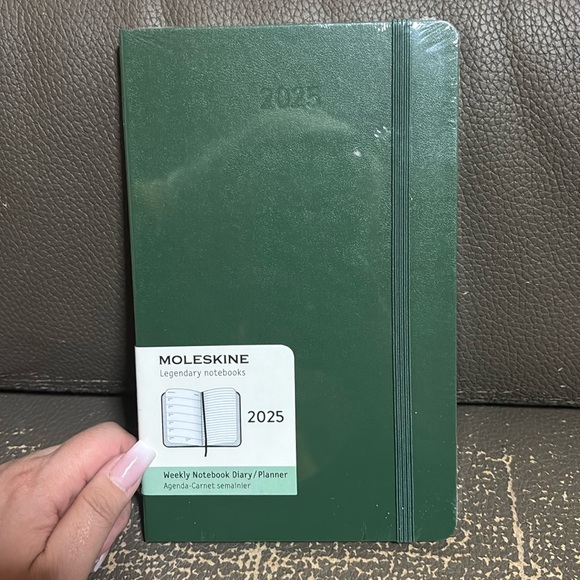 2025
MOLESKINE
Legendary notebooks
2025
Weekly Notebook Diary/Planner
Agenda-Carnet semainier